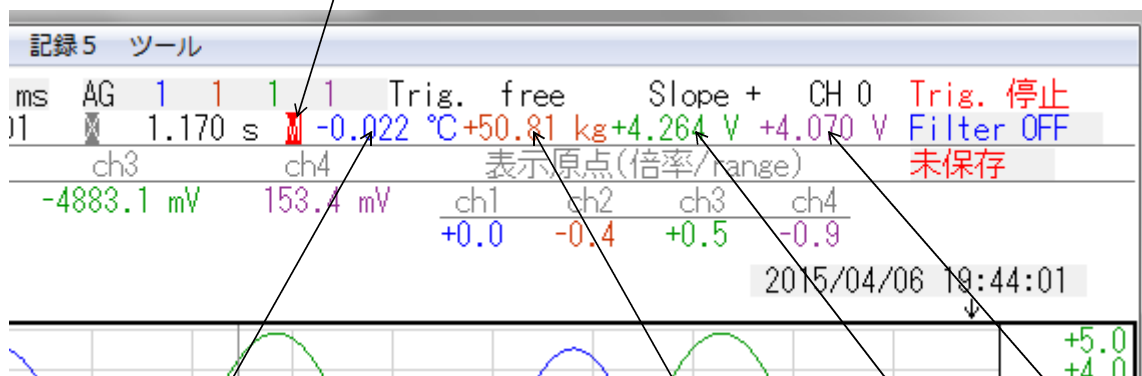 記録5 ツール
ms AG 1 1 1 1 Trig. free Slope + CH 0 Trig. 停止
01 M 1.170 s M -0.022 ℃ +50.81 kg +4.264 V +4.070 V Filter OFF
ch3 ch4 表示原点(倍率/range) 未保存
-4883.1 mV 153.4 mV ch1 ch2 ch3 ch4
+0.0 -0.4 +0.5 -0.9
2015/04/06 19:44:01
↓
+5.0
+4.0